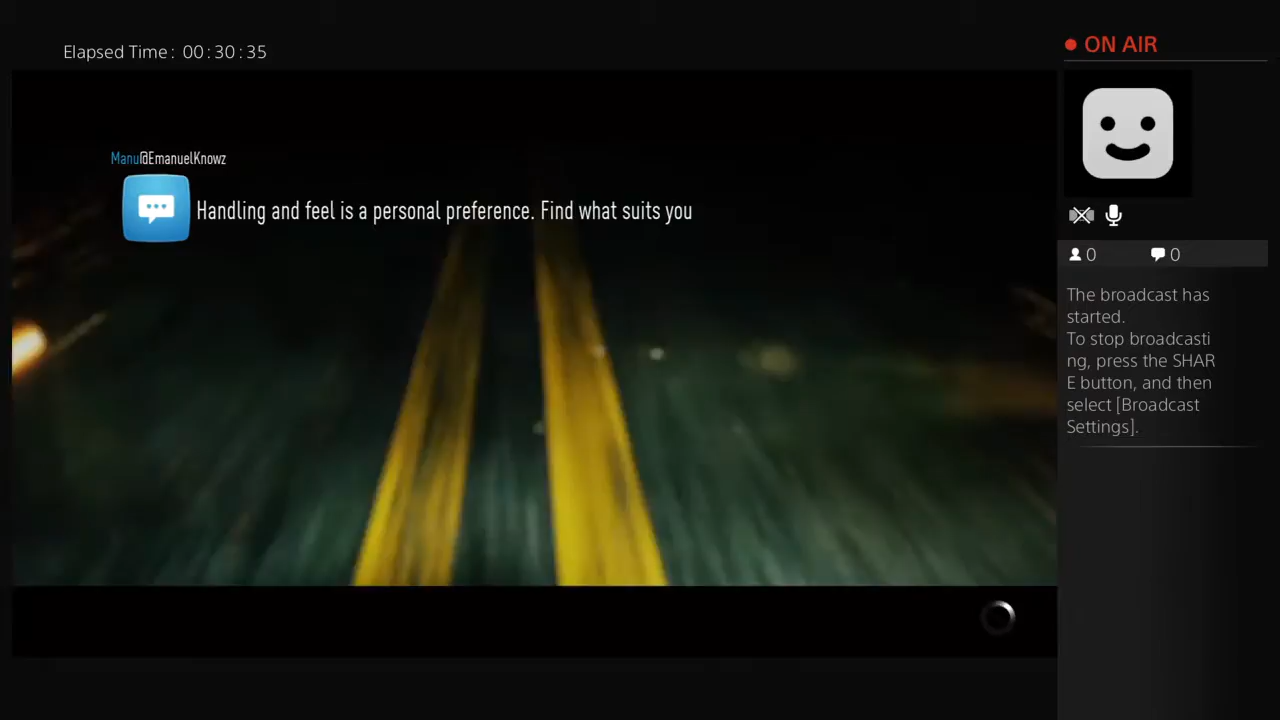 Elapsed Time: 00:30:35
ON AIR
Manu@EmanuelKnowz
Handling and feel is a personal preference. Find what suits you
0 0
The broadcast has
started.
To stop broadcasti
ng, press the SHAR
E button, and then
select [Broadcast
Settings].